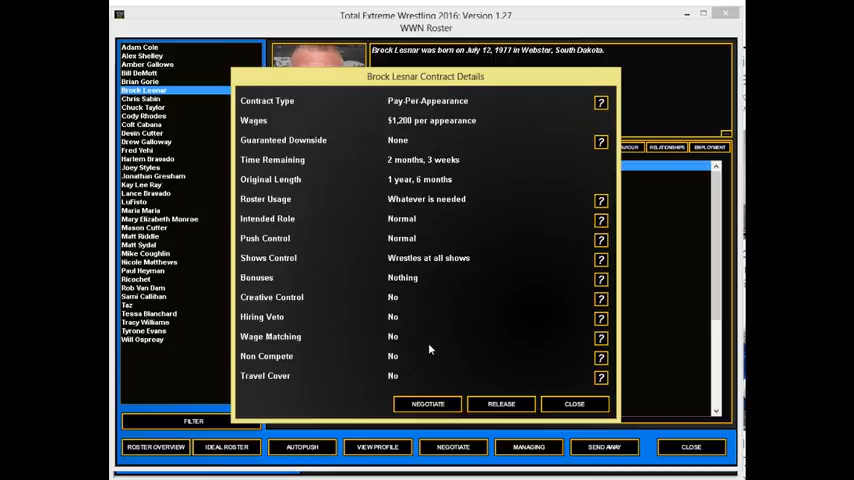 Total Extreme Wrestling 2016: Version 1.27
WWN Roster
Adam Cole
Alex Shelley
Amber Gallows
Bill DeMott
Brian Gorie
Brock Lesnar
Chris Sabin
Chuck Taylor
Cody Rhodes
Colt Cabana
Devin Cutter
Drew Galloway
Fred Yehi
Harlem Bravado
Joey Styles
Jonathan Gresham
Kay Lee Ray
Lance Bravado
LuFisto
Maria Maria
Mary Elizabeth Monroe
Mason Cutter
Matt Riddle
Matt Sydal
Mike Coughlin
Nicole Matthews
Paul Heyman
Ricochet
Rob Van Dam
Sami Callihan
Taz
Tessa Blanchard
Tracy Williams
Tyrone Evans
Will Ospreay
Brock Lesnar was born on July 12, 1977 in Webster, South Dakota.
Brock Lesnar Contract Details
Contract Type Pay-Per-Appearance ?
Wages $1,200 per appearance
Guaranteed Downside None ?
Time Remaining 2 months, 3 weeks
Original Length 1 year, 6 months
Roster Usage Whatever is needed ?
Intended Role Normal ?
Push Control Normal ?
Shows Control Wrestles at all shows ?
Bonuses Nothing ?
Creative Control No ?
Hiring Veto No ?
Wage Matching No ?
Non Compete No ?
Travel Cover No ?
NEGOTIATE RELEASE CLOSE
RELATIONSHIPS EMPLOYMENT
FILTER
ROSTER OVERVIEW IDEAL ROSTER AUTOPUSH VIEW PROFILE NEGOTIATE MANAGING SEND AWAY CLOSE